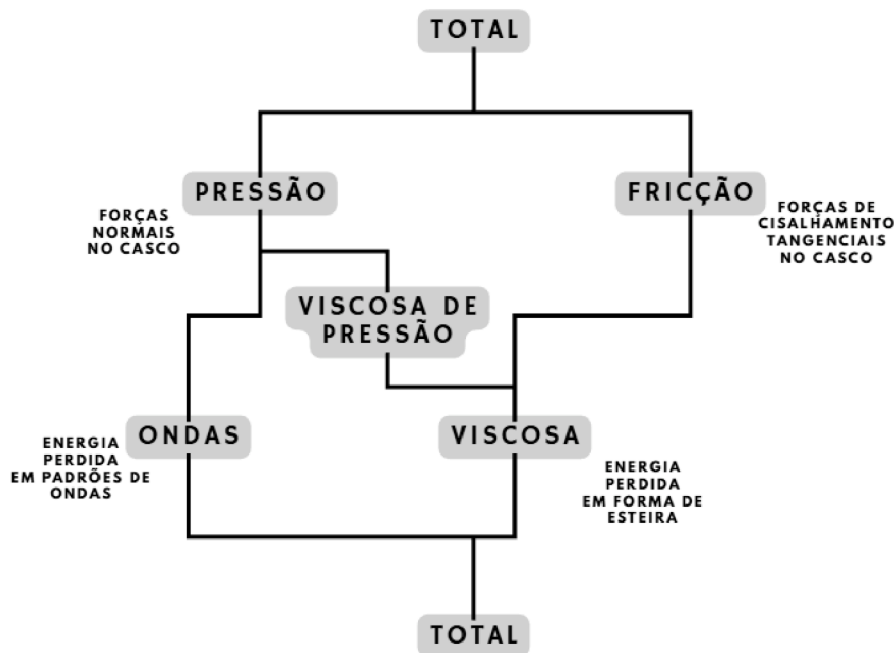 TOTAL
PRESSÃO
FRICÇÃO
FORÇAS
NORMAIS
NO CASCO
FORÇAS DE
CISALHAMENTO
TANGENCIAIS
NO CASCO
VISCOSA DE
PRESSÃO
ONDAS
VISCOSA
ENERGIA
PERDIDA
EM PADRÕES DE
ONDAS
ENERGIA
PERDIDA
EM FORMA DE
ESTEIRA
TOTAL